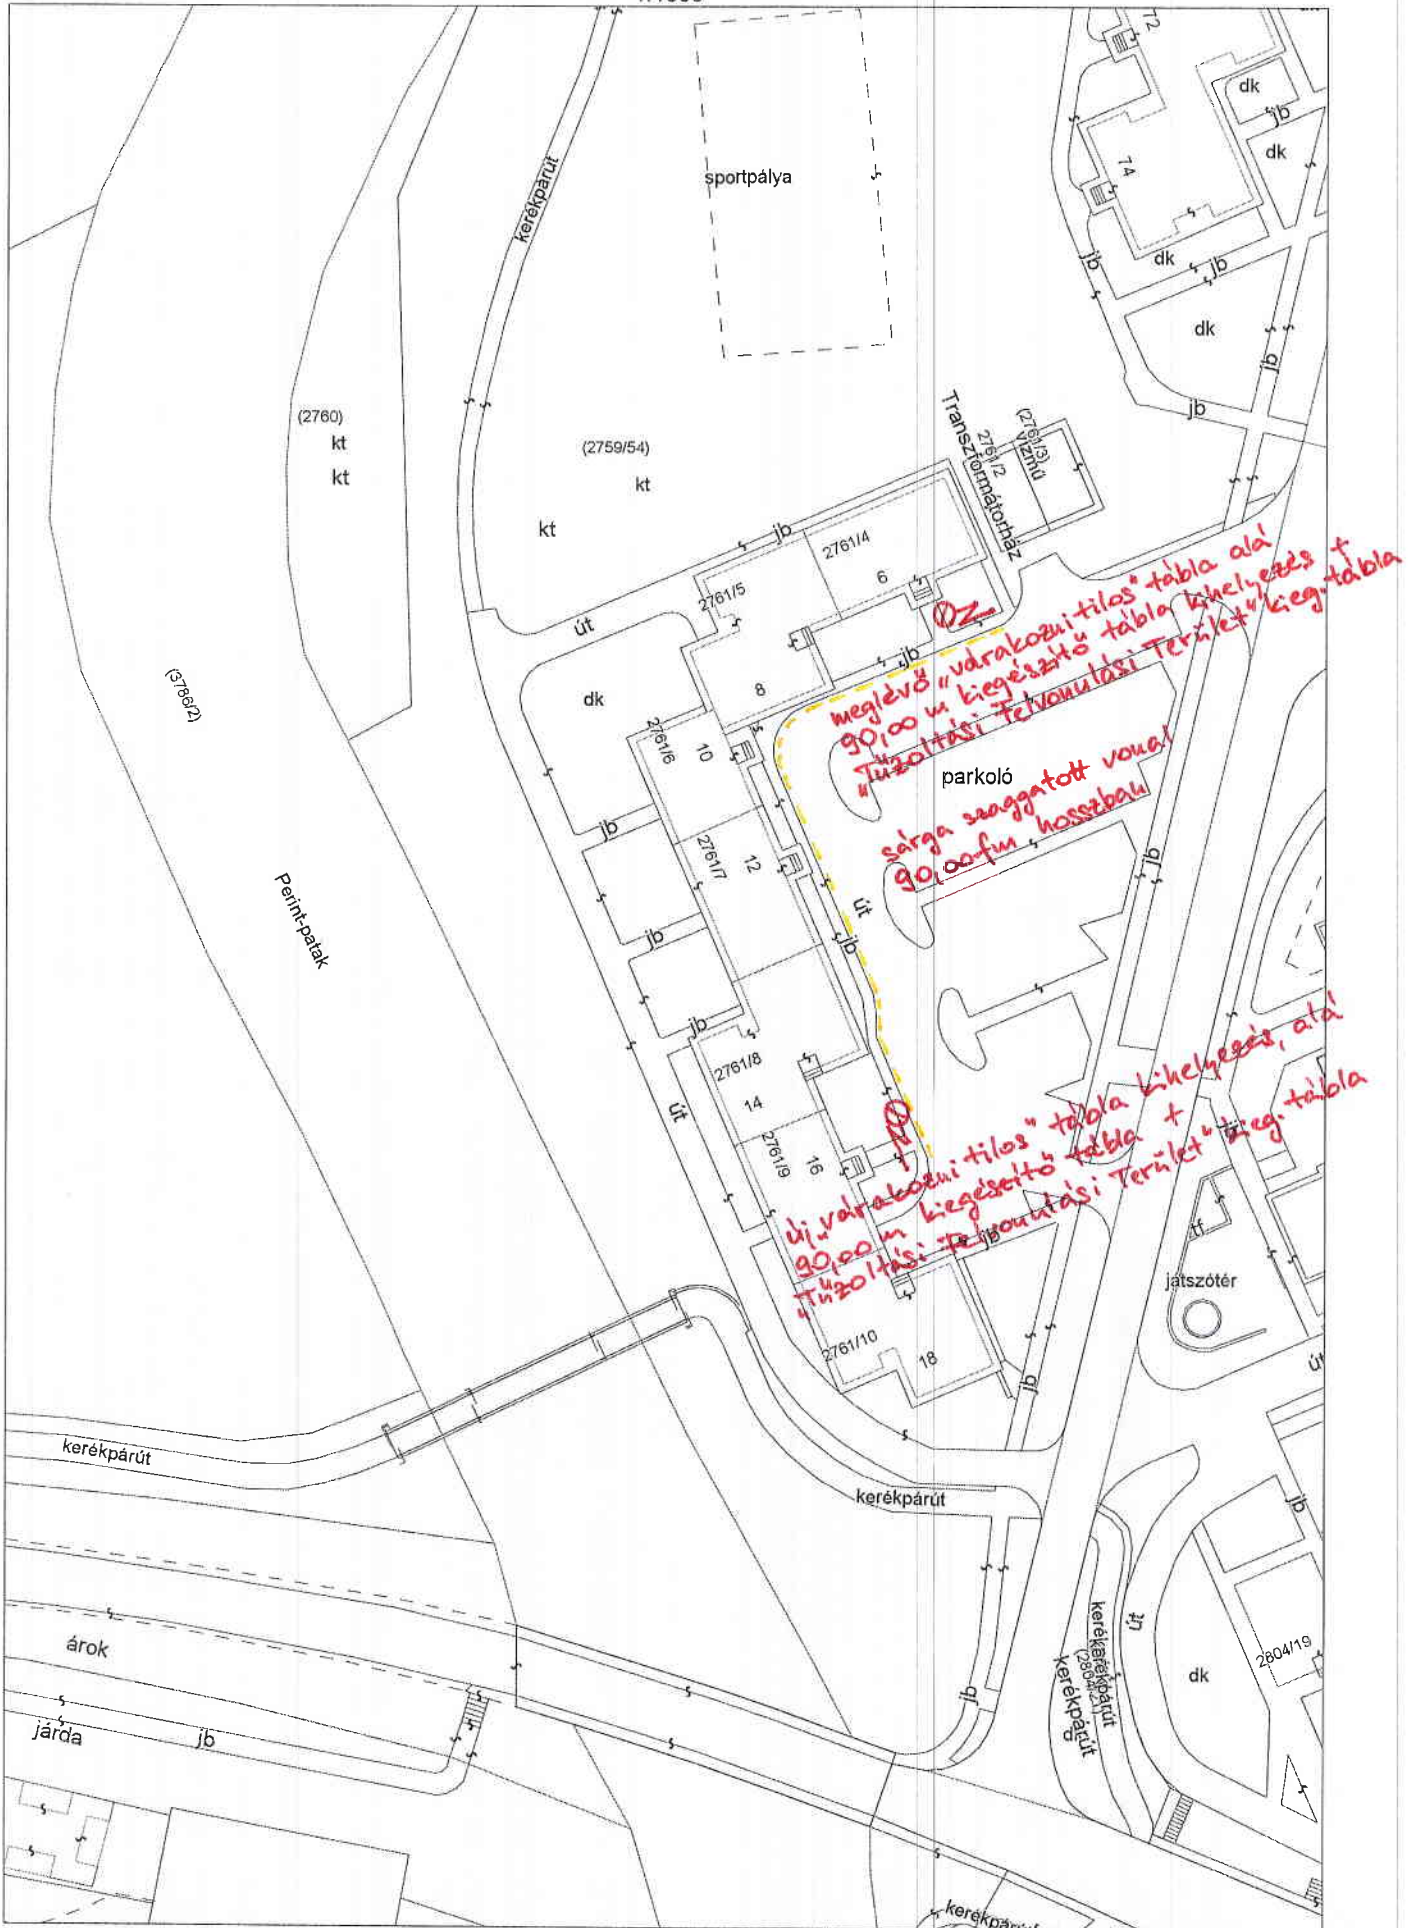 72
dk
jb
dk
kerékpárút
sportpálya
74
jb
dk
jb
dk
jb
jb
(2760)
kt
kt
(2759/54)
kt
kt
Transzformátorház
2761/2
(2761/3)
vízmű
jb
2761/4
6
2761/5
út
8
jb
dk
(3786/2)
meglévő „várakozni tilos" tábla alá
90,00 m kiegészítő tábla kihelyezés +
„Tűzoltási Felvonulási Terület" kieg. tábla
2761/6
10
parkoló
sárga szaggatott vonal
90,00 fm hosszban
jb
2761/7
12
jb
út
jb
jb
Perint-patak
jb
2761/8
14
út
2761/9
16
új „várakozni tilos" tábla kihelyezés, alá
90,00 m kiegészítő tábla +
„Tűzoltási Felvonulási Terület" kieg. tábla
jb
tf
játszótér
2761/10
18
jb
út
kerékpárút
kerékpárút
jb
kerékpárút
út
kerékpárút
dk
2804/19
árok
járda
jb
jb
kerékpárút